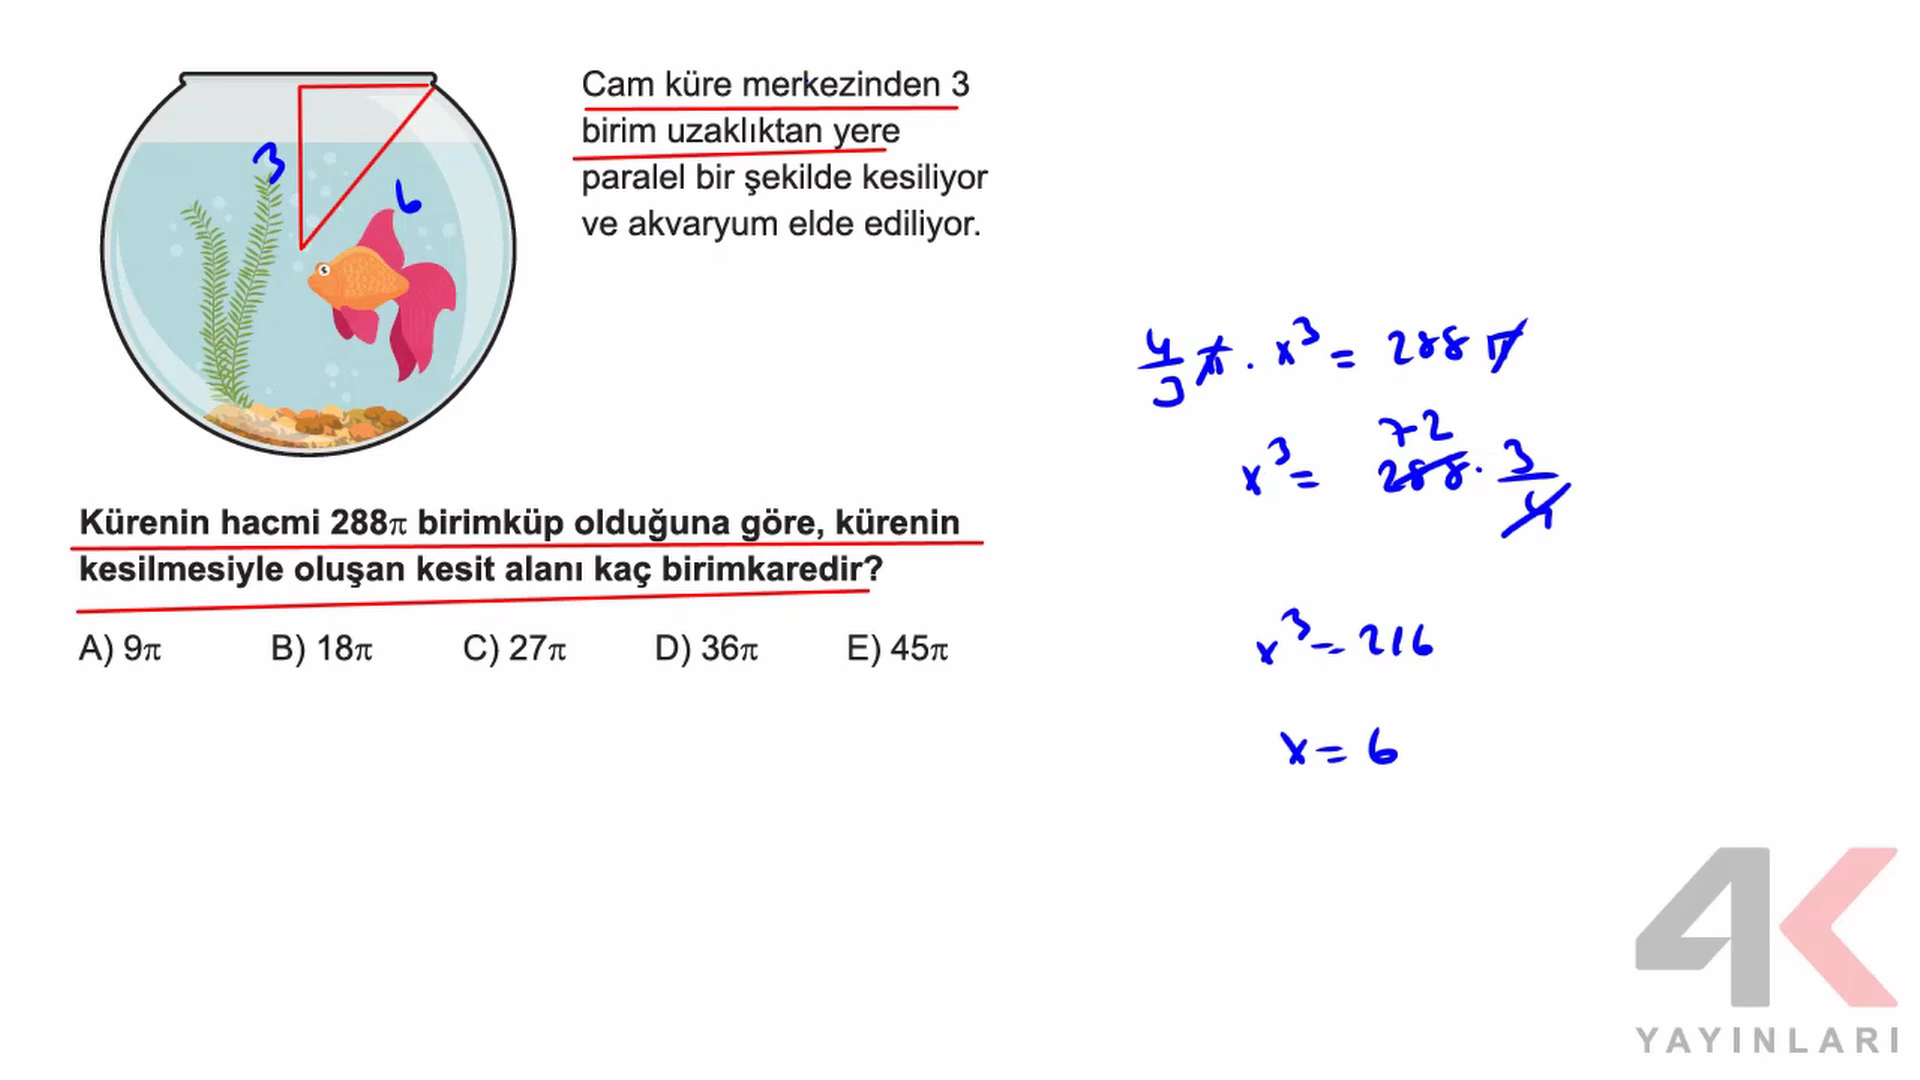 Cam küre merkezinden 3
birim uzaklıktan yere
paralel bir şekilde kesiliyor
ve akvaryum elde ediliyor.
3
6
Kürenin hacmi 288π birimküp olduğuna göre, kürenin
kesilmesiyle oluşan kesit alanı kaç birimkaredir?
A) 9π B) 18π C) 27π D) 36π E) 45π
4/3 π · x³ = 288 π
72
x³ = 288 · 3/4
x³ = 216
x = 6
4K
YAYINLARI